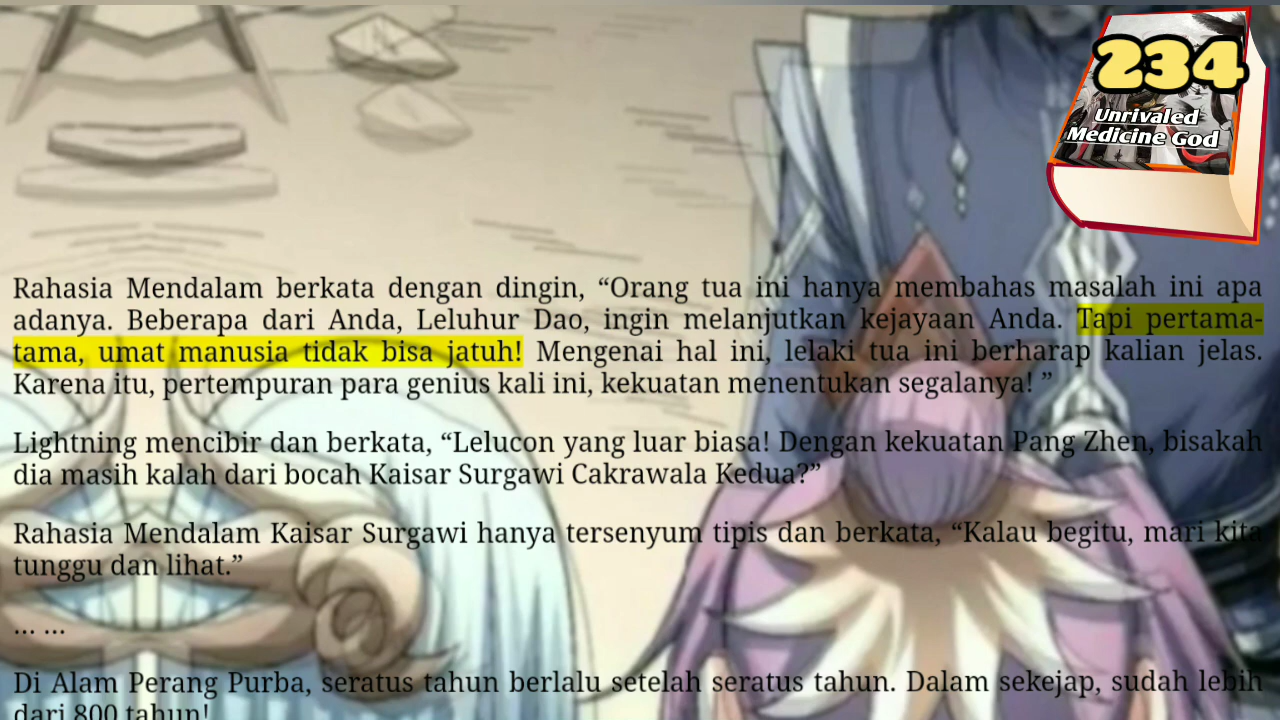 234
Unrivaled
Medicine God
Rahasia Mendalam berkata dengan dingin, “Orang tua ini hanya membahas masalah ini apa
adanya. Beberapa dari Anda, Leluhur Dao, ingin melanjutkan kejayaan Anda. Tapi pertama-
tama, umat manusia tidak bisa jatuh! Mengenai hal ini, lelaki tua ini berharap kalian jelas.
Karena itu, pertempuran para genius kali ini, kekuatan menentukan segalanya! ”
Lightning mencibir dan berkata, “Lelucon yang luar biasa! Dengan kekuatan Pang Zhen, bisakah
dia masih kalah dari bocah Kaisar Surgawi Cakrawala Kedua?”
Rahasia Mendalam Kaisar Surgawi hanya tersenyum tipis dan berkata, “Kalau begitu, mari kita
tunggu dan lihat.”
... ...
Di Alam Perang Purba, seratus tahun berlalu setelah seratus tahun. Dalam sekejap, sudah lebih
dari 800 tahun!